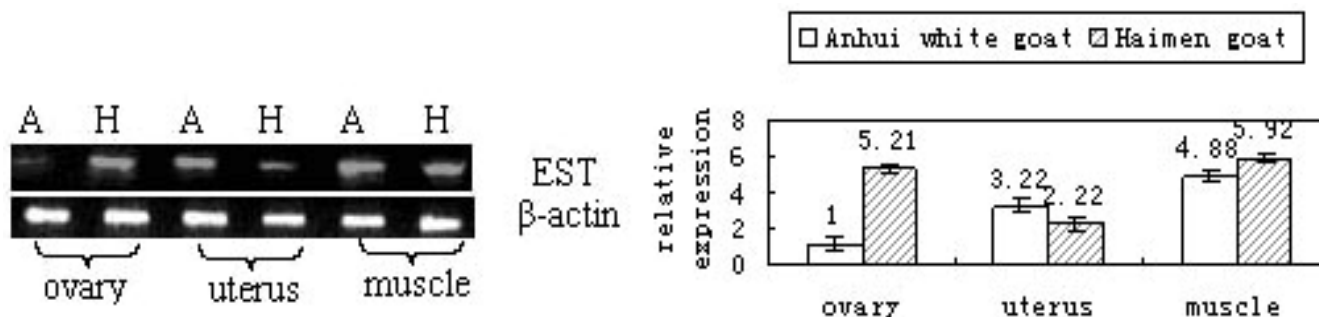 A H A H A H
EST
β-actin
ovary uterus muscle
Anhui white goat Haimen goat
relative
expression
8
6
4
2
0
1
5.21
3.22
2.22
4.88
5.92
ovary uterus muscle